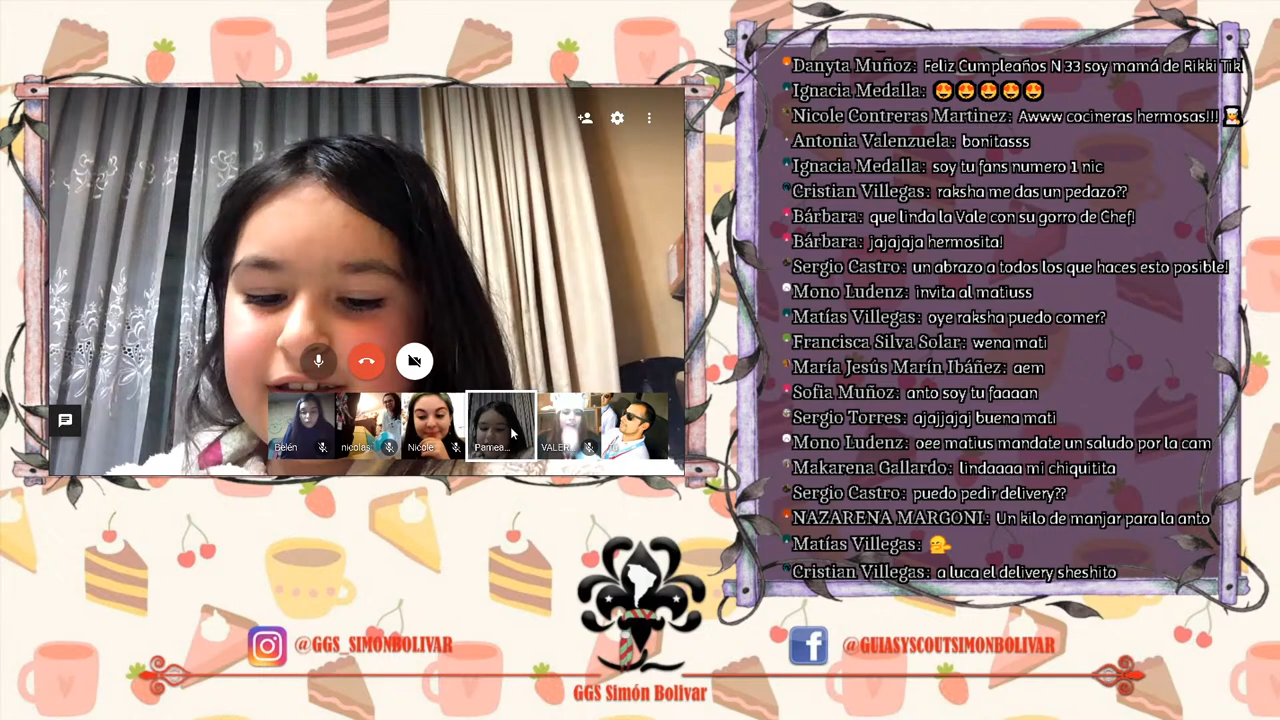 Danyta Muñoz: Feliz Cumpleaños N 33 soy mamá de Rikki Tik
Ignacia Medalla: 😍😍😍😍😍
Nicole Contreras Martinez: Awww cocineras hermosas!!!
Antonia Valenzuela: bonitasss
Ignacia Medalla: soy tu fans numero 1 nic
Cristian Villegas: raksha me das un pedazo??
Bárbara: que linda la Vale con su gorro de Chef!
Bárbara: jajajaja hermosita!
Sergio Castro: un abrazo a todos los que haces esto posible!
Mono Ludenz: invita al matiuss
Matías Villegas: oye raksha puedo comer?
Francisca Silva Solar: wena mati
María Jesús Marín Ibáñez: aem
Sofia Muñoz: anto soy tu faaaan
Sergio Torres: ajajjajaj buena mati
Mono Ludenz: oee matius mandate un saludo por la tum
Makarena Gallardo: lindaaaa mi chiquitita
Sergio Castro: puedo pedir delivery??
NAZARENA MARGONI: Un kilo de manjar para la anto
Matías Villegas:
Cristian Villegas: a luca el delivery sheshito
Belén
nicolas
Nicole
Pamea...
VALER
@GGS_SIMONBOLIVAR
@GUIASYSCOUTSIMONBOLIVAR
GGS Simón Bolivar